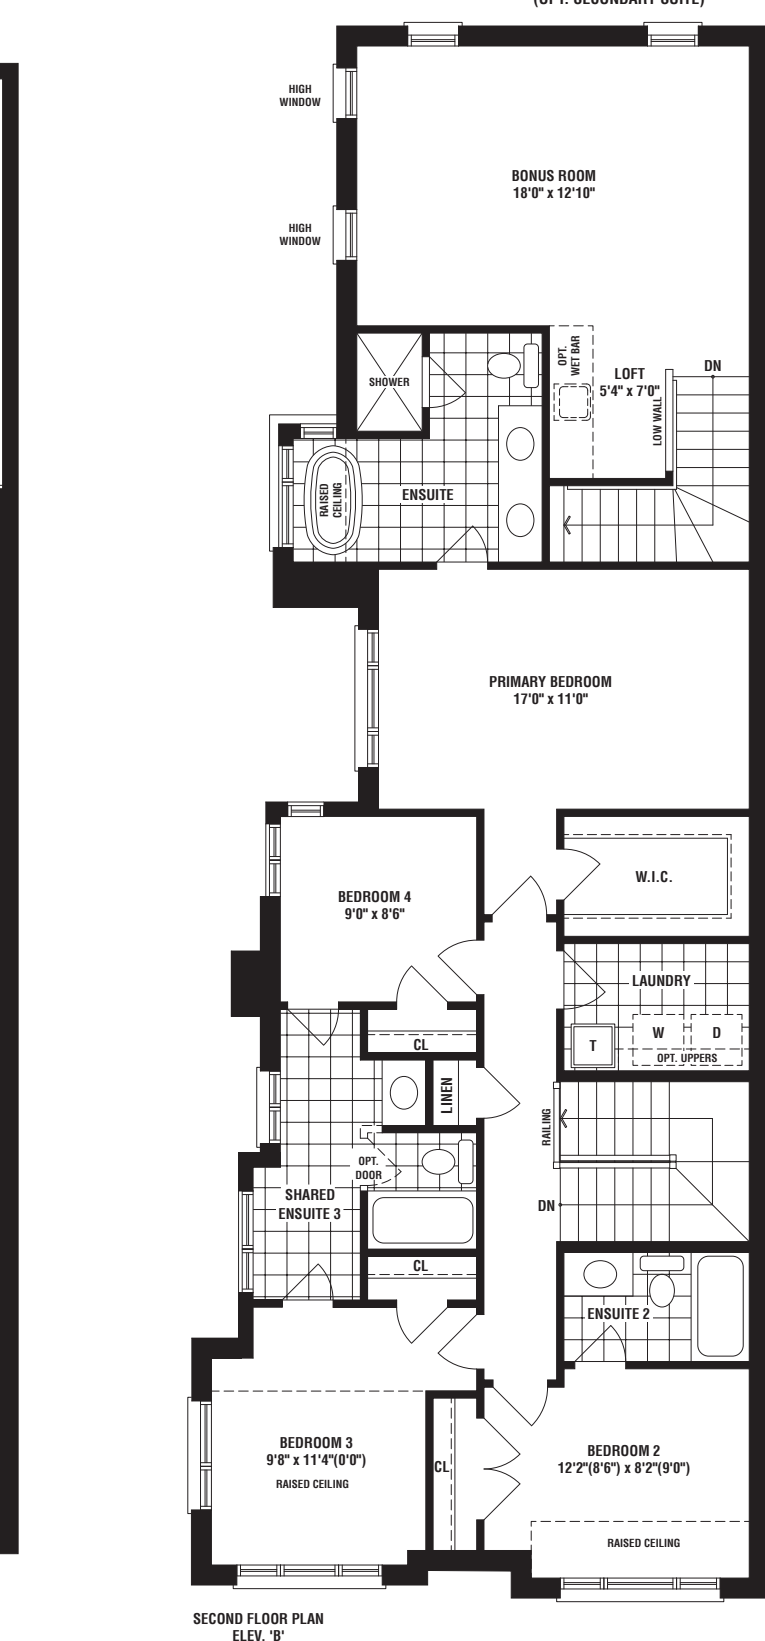 (OPT. SECONDARY SUITE)
HIGH
WINDOW
BONUS ROOM
18'0" x 12'10"
HIGH
WINDOW
OPT.
WET BAR
LOFT
5'4" x 7'0"
DN
SHOWER
LOW WALL
RAISED
CEILING
ENSUITE
PRIMARY BEDROOM
17'0" x 11'0"
W.I.C.
BEDROOM 4
9'0" x 8'6"
LAUNDRY
W
D
T
OPT. UPPERS
CL
LINEN
RAILING
OPT.
DOOR
SHARED
ENSUITE 3
DN
CL
ENSUITE 2
BEDROOM 3
9'8" x 11'4"(0'0")
RAISED CEILING
CL
BEDROOM 2
12'2"(8'6") x 8'2"(9'0")
RAISED CEILING
SECOND FLOOR PLAN
ELEV. 'B'